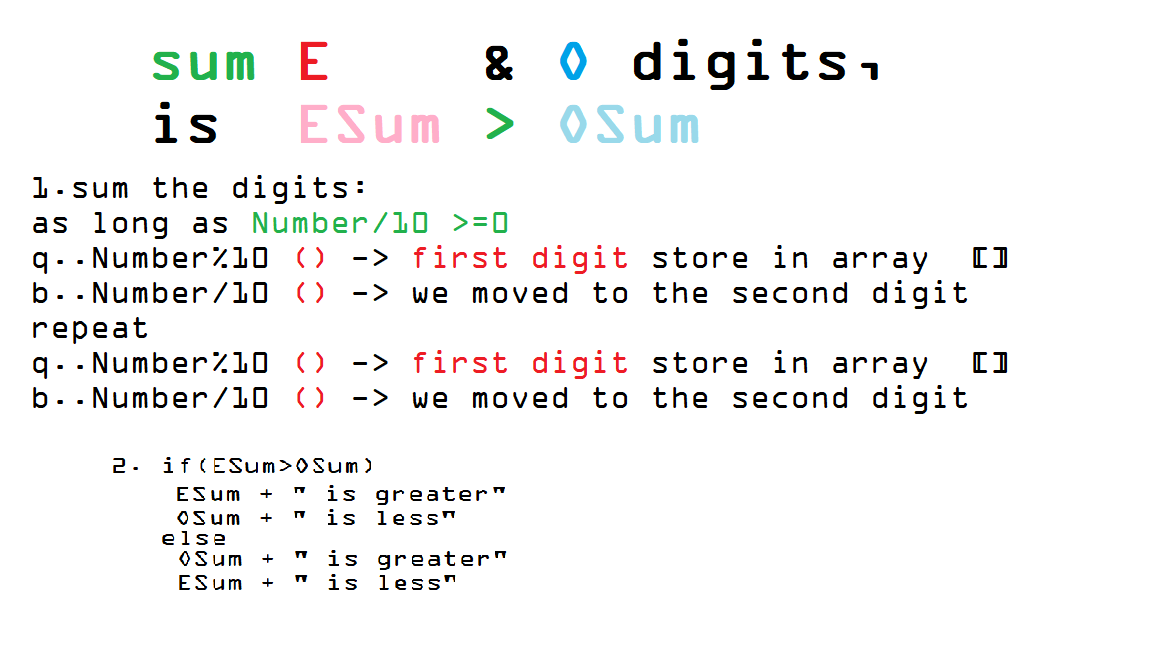 sum E & O digits,
is ESum > OSum
1.sum the digits:
as long as Number/10 >=0
q..Number%10 () -> first digit store in array []
b..Number/10 () -> we moved to the second digit
repeat
q..Number%10 () -> first digit store in array []
b..Number/10 () -> we moved to the second digit
2. if(ESum>OSum)
ESum + " is greater"
OSum + " is less"
else
OSum + " is greater"
ESum + " is less"